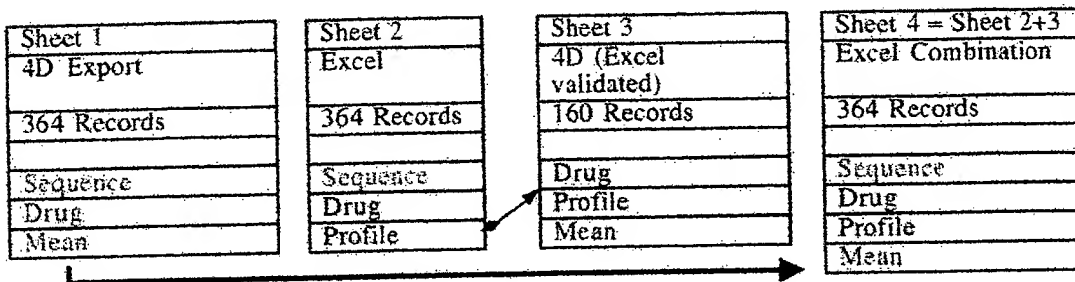 Sheet 1
4D Export
364 Records
Sequence
Drug
Mean
Sheet 2
Excel
364 Records
Sequence
Drug
Profile
Sheet 3
4D (Excel
validated)
160 Records
Drug
Profile
Mean
Sheet 4 = Sheet 2+3
Excel Combination
364 Records
Sequence
Drug
Profile
Mean